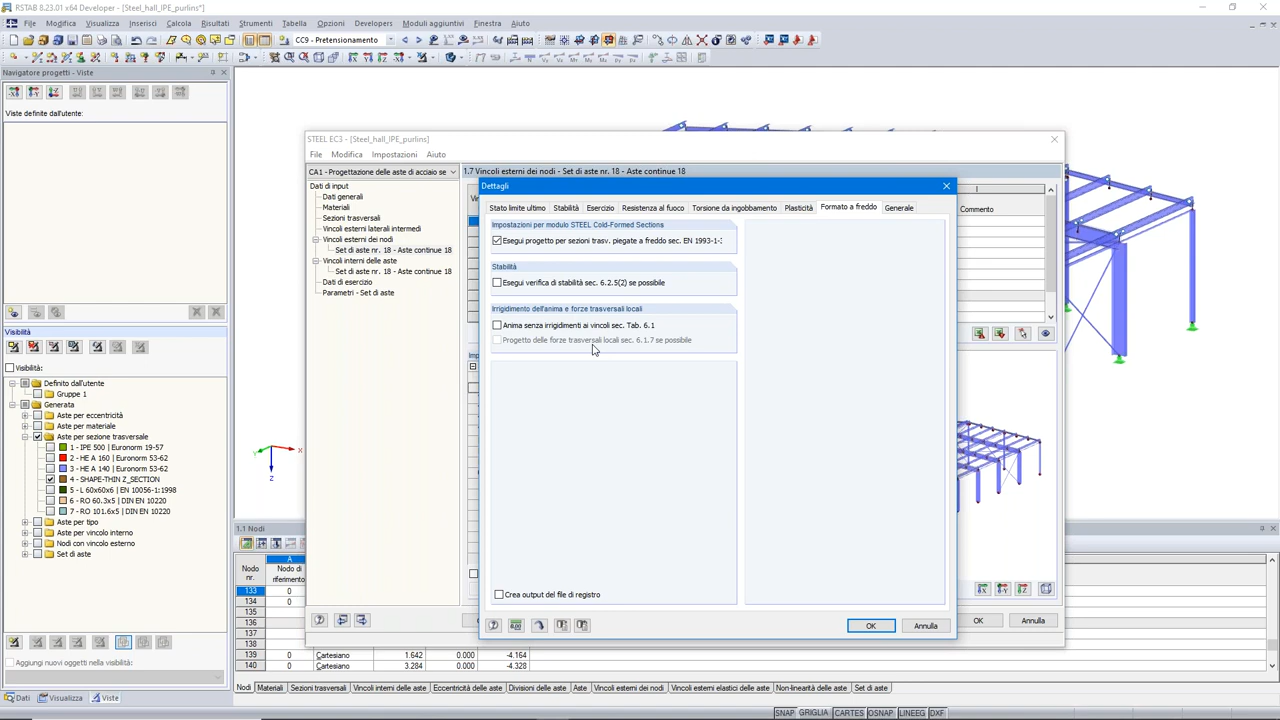 RSTAB 8.23.01 x64 Developer - [Steel_hall_IPE_purlins*]
File Modifica Visualizza Inserisci Calcola Risultati Strumenti Tabella Opzioni Developers Moduli aggiuntivi Finestra Aiuto
CC9 - Pretensionamento
Navigatore progetti - Viste
Viste definite dall'utente:
Visibilità
Visibilità:
Definito dall'utente
Gruppe 1
Generata
Aste per eccentricità
Aste per materiale
Aste per sezione trasversale
1 - IPE 500 | Euronorm 19-57
2 - HE A 160 | Euronorm 53-62
3 - HE A 140 | Euronorm 53-62
4 - SHAPE-THIN Z_SECTION
5 - L 60x60x6 | EN 10056-1:1998
6 - RO 60.3x5 | DIN EN 10220
7 - RO 101.6x5 | DIN EN 10220
Aste per tipo
Aste per vincolo interno
Nodi con vincolo esterno
Set di aste
Aggiungi nuovi oggetti nella visibilità:
Dati Visualizza Viste
X
Y
Z
STEEL EC3 - [Steel_hall_IPE_purlins]
File Modifica Impostazioni Aiuto
CA1 - Progettazione delle aste di acciaio se
Dati di input
Dati generali
Materiali
Sezioni trasversali
Vincoli esterni laterali intermedi
Vincoli esterni dei nodi
Set di aste nr. 18 - Aste continue 18
Vincoli interni delle aste
Set di aste nr. 18 - Aste continue 18
Dati di esercizio
Parametri - Set di aste
1.7 Vincoli esterni dei nodi - Set di aste nr. 18 - Aste continue 18
I
Commento
OK Annulla
Dettagli
Stato limite ultimo Stabilità Esercizio Resistenza al fuoco Torsione da ingobbamento Plasticità Formato a freddo Generale
Impostazioni per modulo STEEL Cold-Formed Sections
Esegui progetto per sezioni trasv. piegate a freddo sec. EN 1993-1-:
Stabilità
Esegui verifica di stabilità sec. 6.2.5(2) se possibile
Irrigidimento dell'anima e forze trasversali locali
Anima senza irrigidimenti ai vincoli sec. Tab. 6.1
Progetto delle forze trasversali locali sec. 6.1.7 se possibile
Crea output del file di registro
OK Annulla
1.1 Nodi
A
Nodo nr.
Nodo di riferimento
133 0
134 0
135
136
137
138
139 0 Cartesiano 1.642 0.000 -4.164
140 0 Cartesiano 3.284 0.000 -4.328
Nodi Materiali Sezioni trasversali Vincoli interni delle aste Eccentricità delle aste Divisioni delle aste Aste Vincoli esterni dei nodi Vincoli esterni elastici delle aste Non-linearità delle aste Set di aste
SNAP GRIGLIA CARTES OSNAP LINEEG DXF